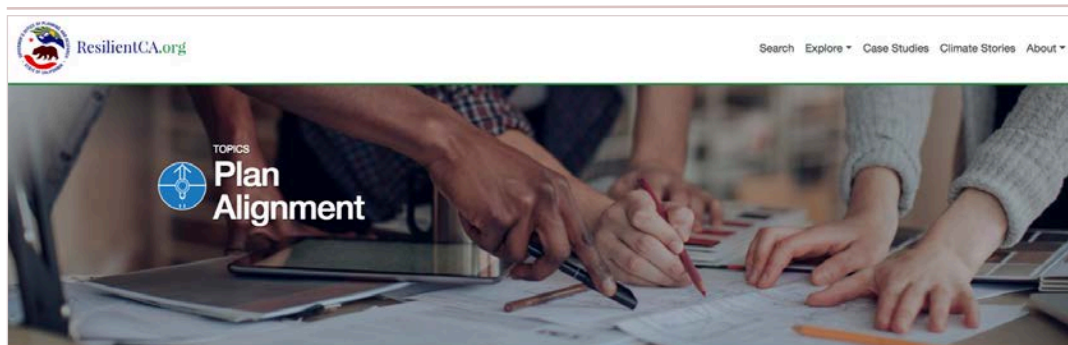 ResilientCA.org
Search Explore Case Studies Climate Stories About
TOPICS
Plan
Alignment